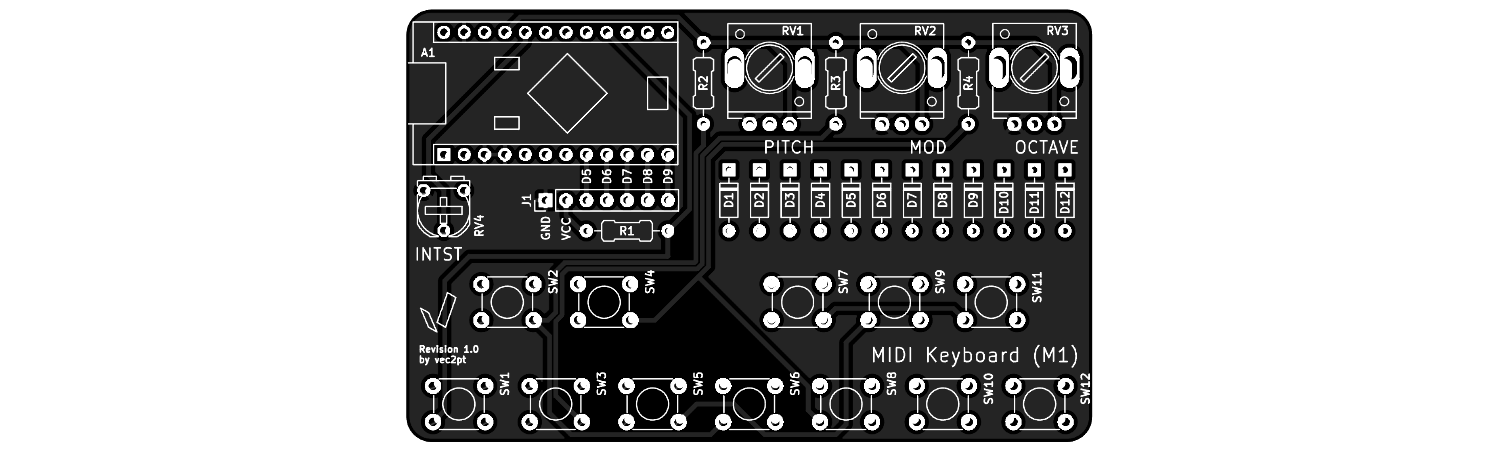 A1
RV1
RV2
RV3
R2
R3
R4
PITCH
MOD
OCTAVE
D5
D6
D7
D8
D9
J1
GND
VCC
R1
RV4
INTST
D1
D2
D3
D4
D5
D6
D7
D8
D9
D10
D11
D12
SW2
SW4
SW7
SW9
SW11
Revision 1.0
by vec2pt
MIDI Keyboard (M1)
SW1
SW3
SW5
SW6
SW8
SW10
SW12